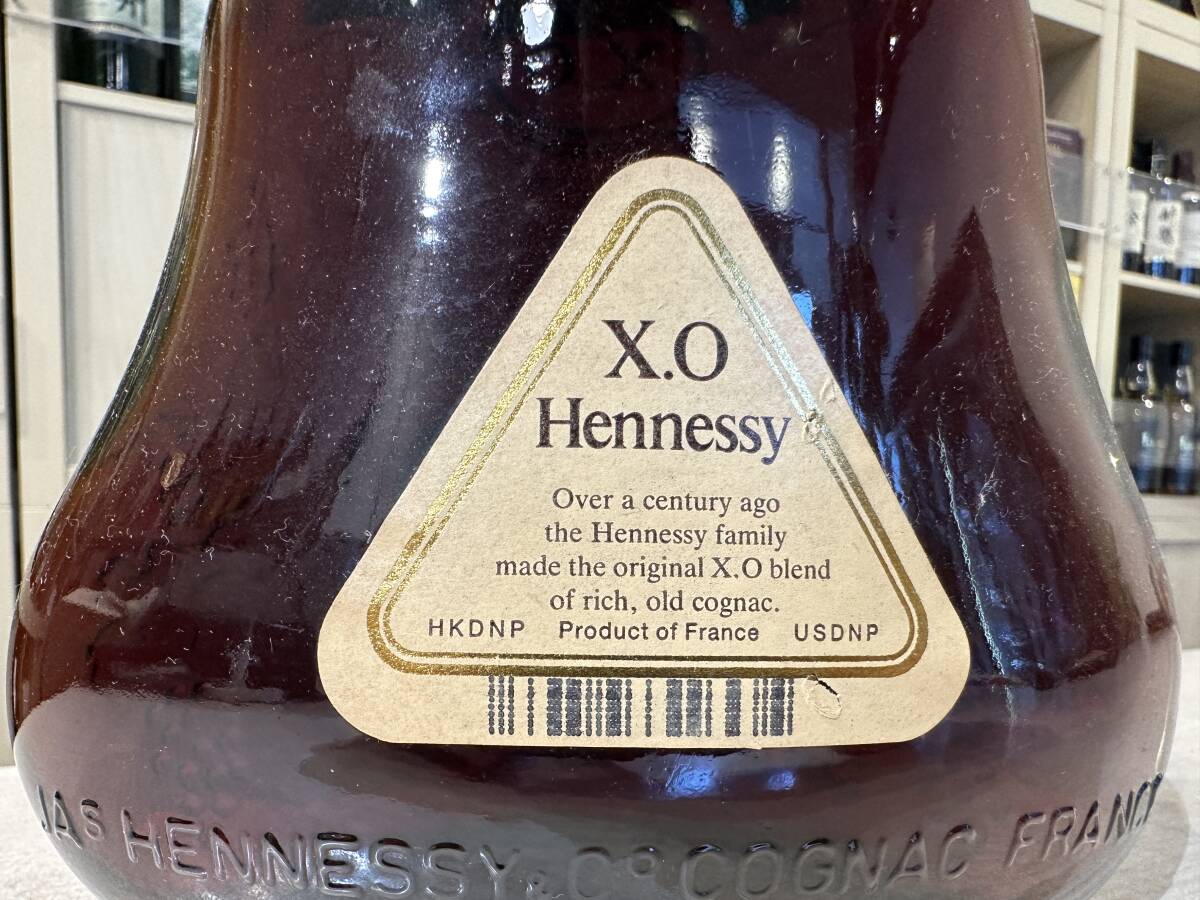 X.O
Hennessy
Over a century ago
the Hennessy family
made the original X.O blend
of rich, old cognac.
HKDNP Product of France USDNP
JAS HENNESSY & Co COGNAC FRANCE